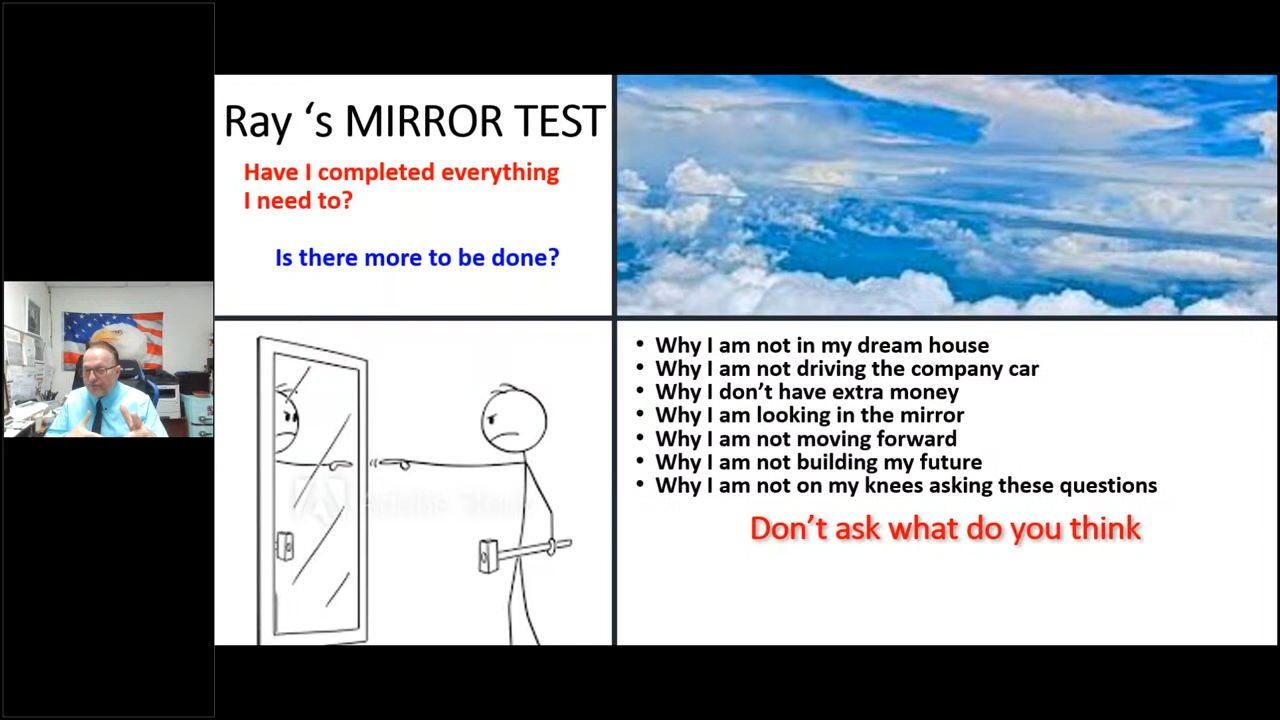 Ray ‘s MIRROR TEST
Have I completed everything
I need to?
Is there more to be done?
• Why I am not in my dream house
• Why I am not driving the company car
• Why I don’t have extra money
• Why I am looking in the mirror
• Why I am not moving forward
• Why I am not building my future
• Why I am not on my knees asking these questions
Don’t ask what do you think